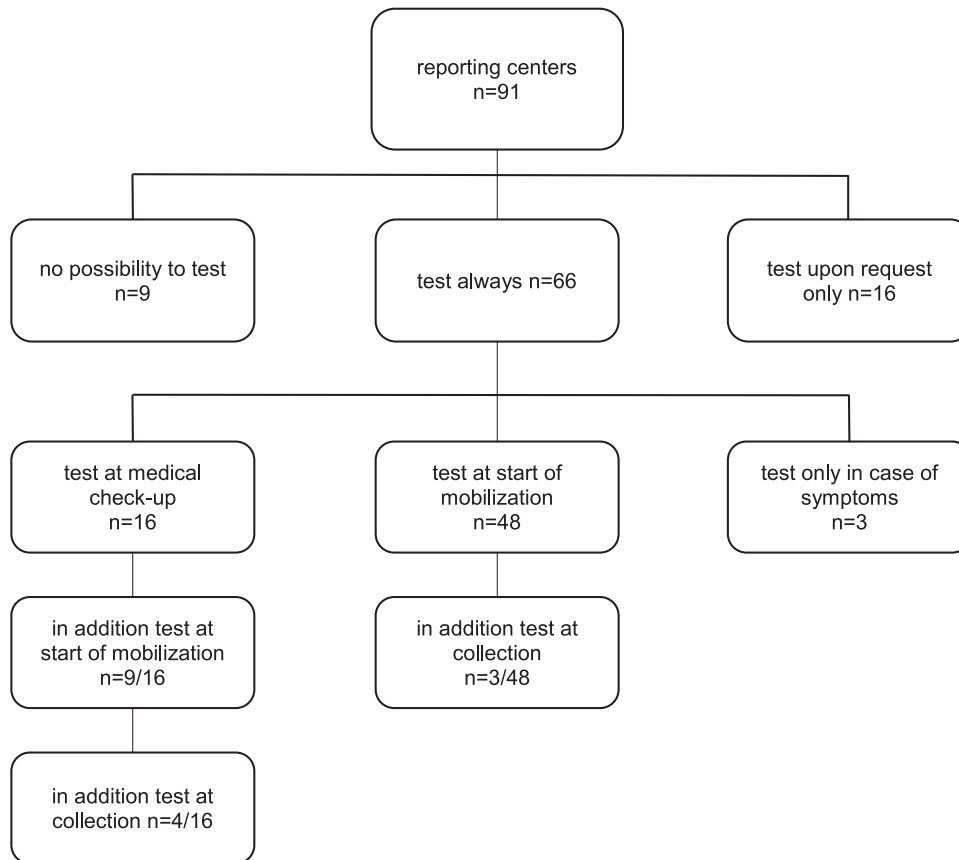 reporting centers
n=91
no possibility to test
n=9
test always n=66
test upon request
only n=16
test at medical
check-up
n=16
test at start of
mobilization
n=48
test only in case of
symptoms
n=3
in addition test at
start of mobilization
n=9/16
in addition test at
collection
n=3/48
in addition test at
collection n=4/16